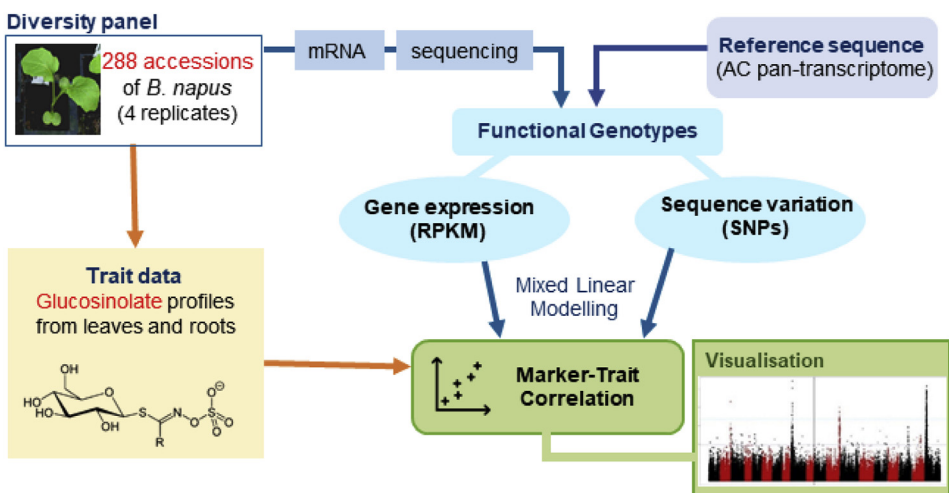 Diversity panel
288 accessions
of B. napus
(4 replicates)
mRNA
sequencing
Reference sequence
(AC pan-transcriptome)
Functional Genotypes
Gene expression
(RPKM)
Sequence variation
(SNPs)
Trait data
Glucosinolate profiles
from leaves and roots
OH
HO
HO
OH
O
S
N
O
S
O
O
O
R
Mixed Linear
Modelling
Marker-Trait
Correlation
Visualisation